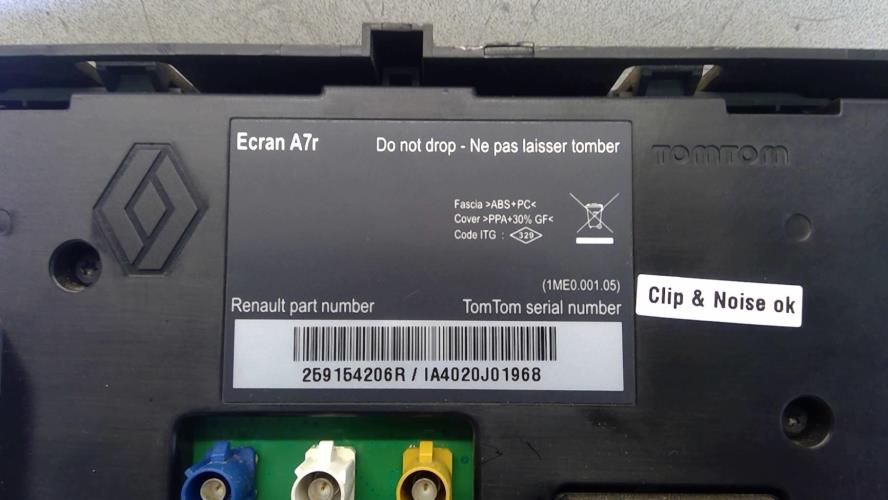 Ecran A7r Do not drop - Ne pas laisser tomber
TOMTOM
Fascia >ABS+PC<
Cover >PPA+30% GF<
Code ITG : 329
(1ME0.001.05)
Clip & Noise ok
Renault part number TomTom serial number
259154206R / IA4020J01968